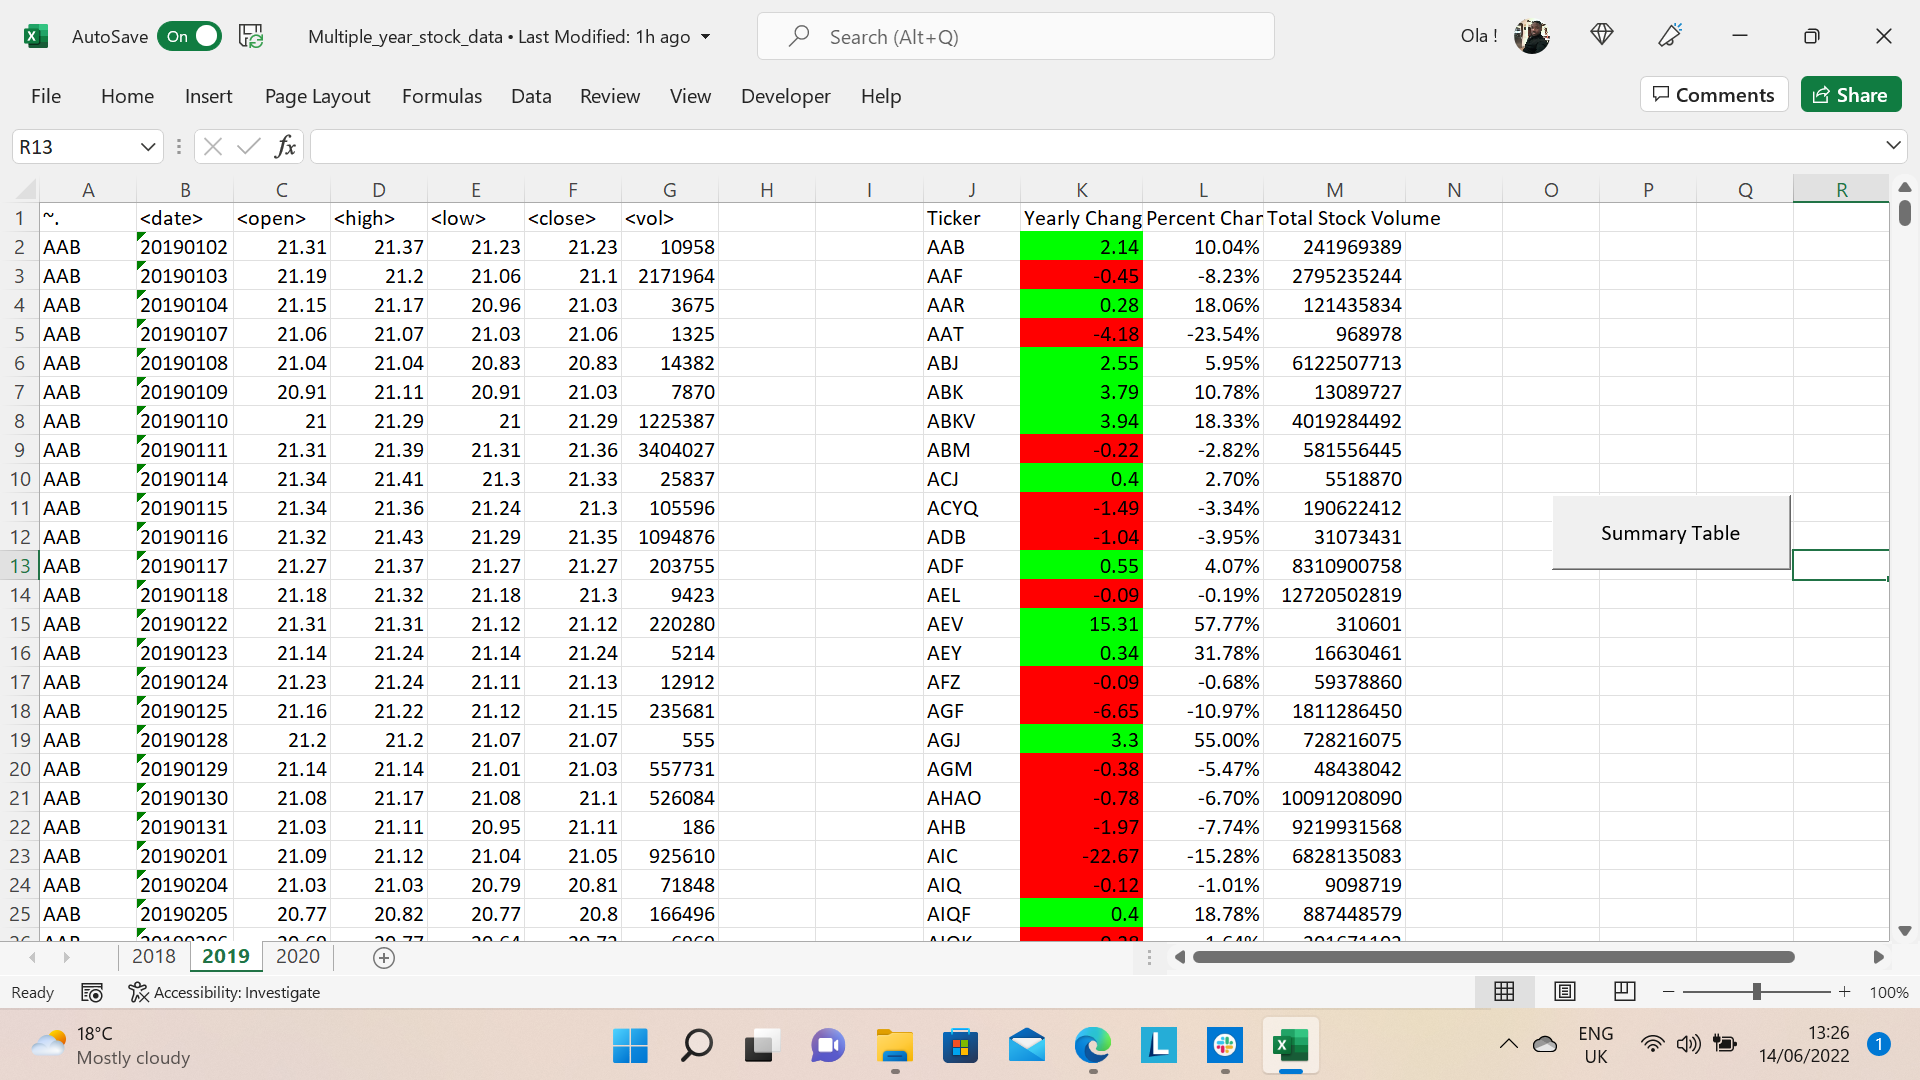 AutoSave On Multiple_year_stock_data • Last Modified: 1h ago Search (Alt+Q) Ola !
File Home Insert Page Layout Formulas Data Review View Developer Help Comments Share
R13 fx
A B C D E F G H I J K L M N O P Q R
1 ~. <date> <open> <high> <low> <close> <vol> Ticker Yearly Chang Percent Char Total Stock Volume
2 AAB 20190102 21.31 21.37 21.23 21.23 10958 AAB 2.14 10.04% 241969389
3 AAB 20190103 21.19 21.2 21.06 21.1 2171964 AAF -0.45 -8.23% 2795235244
4 AAB 20190104 21.15 21.17 20.96 21.03 3675 AAR 0.28 18.06% 121435834
5 AAB 20190107 21.06 21.07 21.03 21.06 1325 AAT -4.18 -23.54% 968978
6 AAB 20190108 21.04 21.04 20.83 20.83 14382 ABJ 2.55 5.95% 6122507713
7 AAB 20190109 20.91 21.11 20.91 21.03 7870 ABK 3.79 10.78% 13089727
8 AAB 20190110 21 21.29 21 21.29 1225387 ABKV 3.94 18.33% 4019284492
9 AAB 20190111 21.31 21.39 21.31 21.36 3404027 ABM -0.22 -2.82% 581556445
10 AAB 20190114 21.34 21.41 21.3 21.33 25837 ACJ 0.4 2.70% 5518870
11 AAB 20190115 21.34 21.36 21.24 21.3 105596 ACYQ -1.49 -3.34% 190622412
12 AAB 20190116 21.32 21.43 21.29 21.35 1094876 ADB -1.04 -3.95% 31073431 Summary Table
13 AAB 20190117 21.27 21.37 21.27 21.27 203755 ADF 0.55 4.07% 8310900758
14 AAB 20190118 21.18 21.32 21.18 21.3 9423 AEL -0.09 -0.19% 12720502819
15 AAB 20190122 21.31 21.31 21.12 21.12 220280 AEV 15.31 57.77% 310601
16 AAB 20190123 21.14 21.24 21.14 21.24 5214 AEY 0.34 31.78% 16630461
17 AAB 20190124 21.23 21.24 21.11 21.13 12912 AFZ -0.09 -0.68% 59378860
18 AAB 20190125 21.16 21.22 21.12 21.15 235681 AGF -6.65 -10.97% 1811286450
19 AAB 20190128 21.2 21.2 21.07 21.07 555 AGJ 3.3 55.00% 728216075
20 AAB 20190129 21.14 21.14 21.01 21.03 557731 AGM -0.38 -5.47% 48438042
21 AAB 20190130 21.08 21.17 21.08 21.1 526084 AHAO -0.78 -6.70% 10091208090
22 AAB 20190131 21.03 21.11 20.95 21.11 186 AHB -1.97 -7.74% 9219931568
23 AAB 20190201 21.09 21.12 21.04 21.05 925610 AIC -22.67 -15.28% 6828135083
24 AAB 20190204 21.03 21.03 20.79 20.81 71848 AIQ -0.12 -1.01% 9098719
25 AAB 20190205 20.77 20.82 20.77 20.8 166496 AIQF 0.4 18.78% 887448579
2018 2019 2020
Ready Accessibility: Investigate 100%
18°C ENG 13:26
Mostly cloudy UK 14/06/2022 1